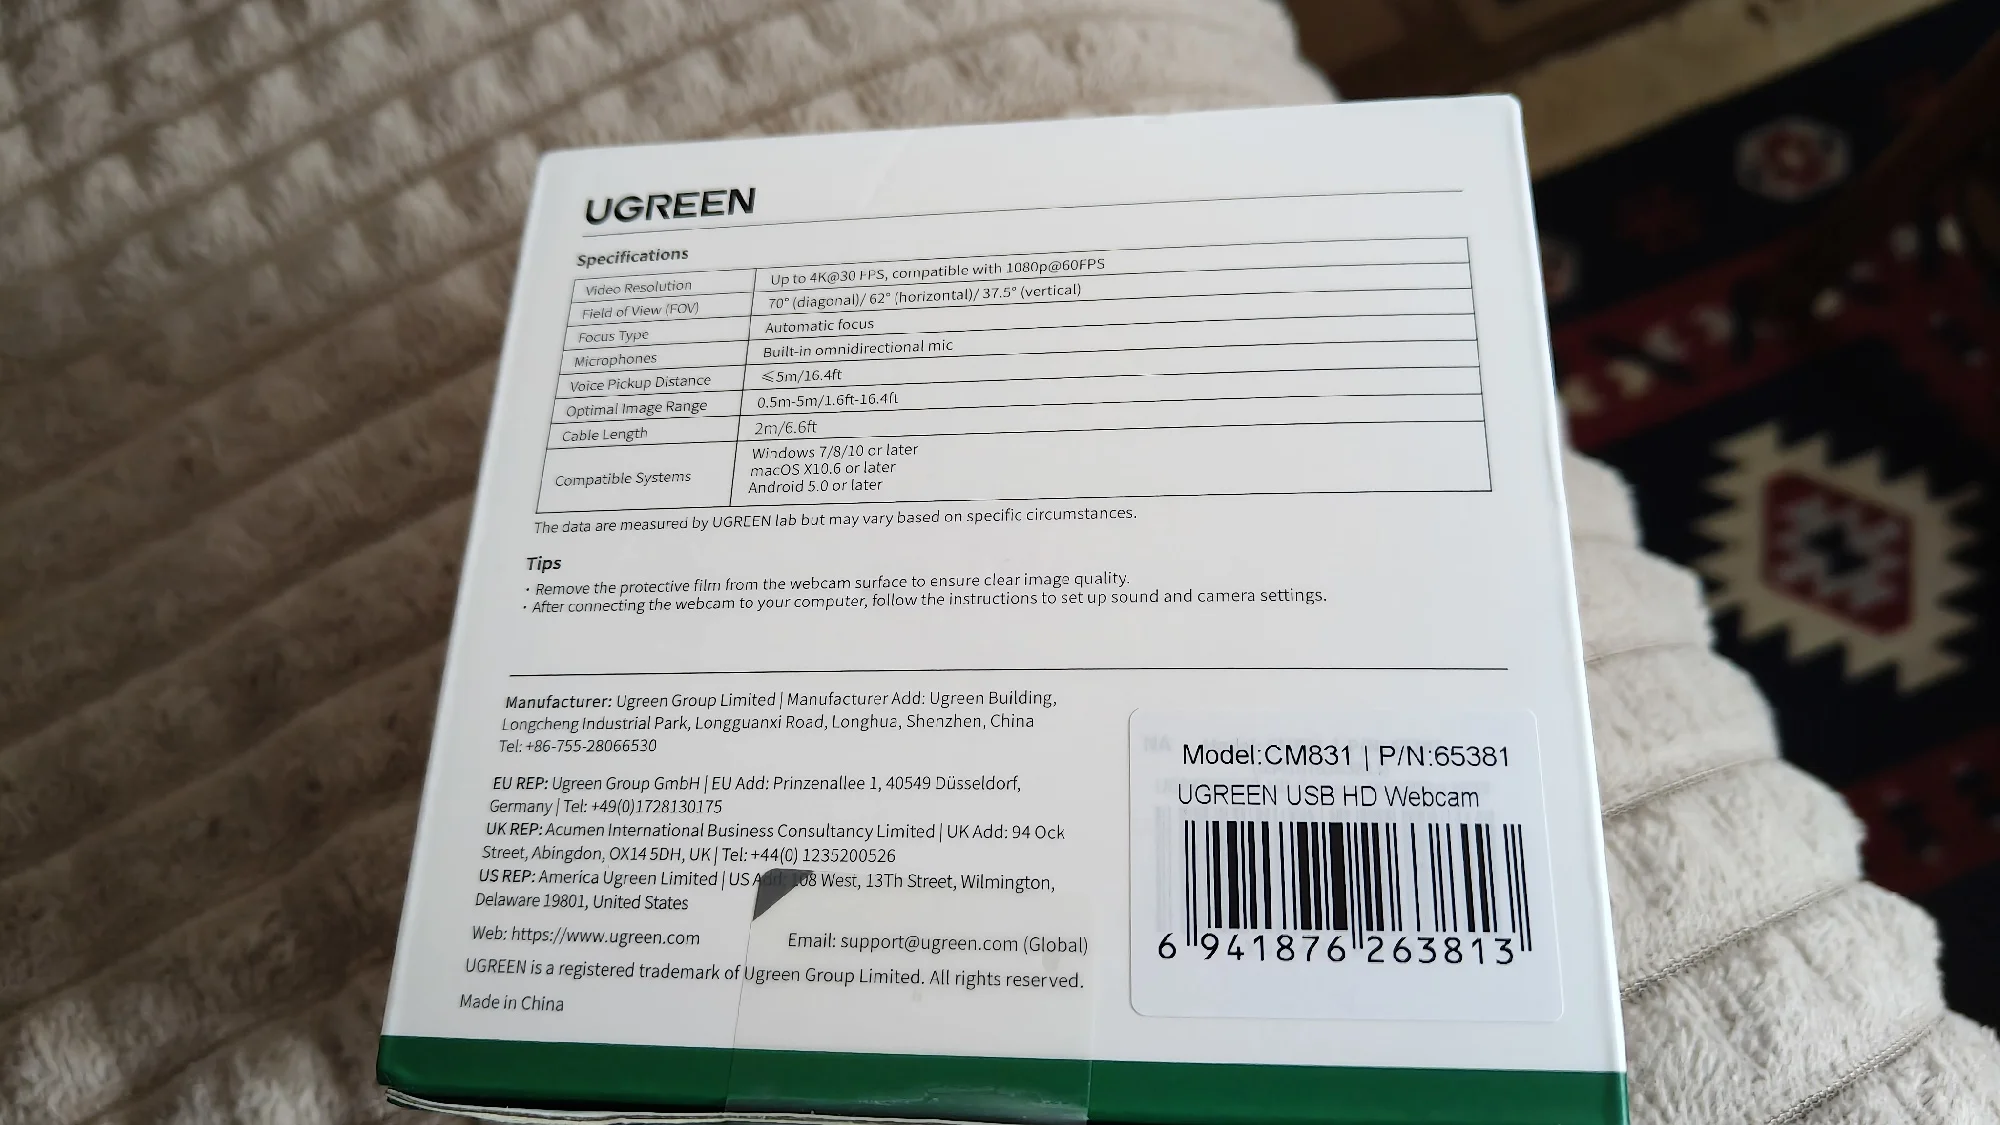 UGREEN
Specifications
Video Resolution Up to 4K@30 FPS, compatible with 1080p@60FPS
Field of View (FOV) 70° (diagonal)/ 62° (horizontal)/ 37.5° (vertical)
Focus Type Automatic focus
Microphones Built-in omnidirectional mic
Voice Pickup Distance ⩽5m/16.4ft
Optimal Image Range 0.5m-5m/1.6ft-16.4ft
Cable Length 2m/6.6ft
Compatible Systems Windows 7/8/10 or later
macOS X10.6 or later
Android 5.0 or later
The data are measured by UGREEN lab but may vary based on specific circumstances.
Tips
· Remove the protective film from the webcam surface to ensure clear image quality.
· After connecting the webcam to your computer, follow the instructions to set up sound and camera settings.
Manufacturer: Ugreen Group Limited | Manufacturer Add: Ugreen Building,
Longcheng Industrial Park, Longguanxi Road, Longhua, Shenzhen, China
Tel: +86-755-28066530
EU REP: Ugreen Group GmbH | EU Add: Prinzenallee 1, 40549 Düsseldorf,
Germany | Tel: +49(0)1728130175
UK REP: Acumen International Business Consultancy Limited | UK Add: 94 Ock
Street, Abingdon, OX14 5DH, UK | Tel: +44(0) 1235200526
US REP: America Ugreen Limited | US Add: 108 West, 13Th Street, Wilmington,
Delaware 19801, United States
Web: https://www.ugreen.com Email: support@ugreen.com (Global)
UGREEN is a registered trademark of Ugreen Group Limited. All rights reserved.
Made in China
Model:CM831 | P/N:65381
UGREEN USB HD Webcam
6 941876 263813